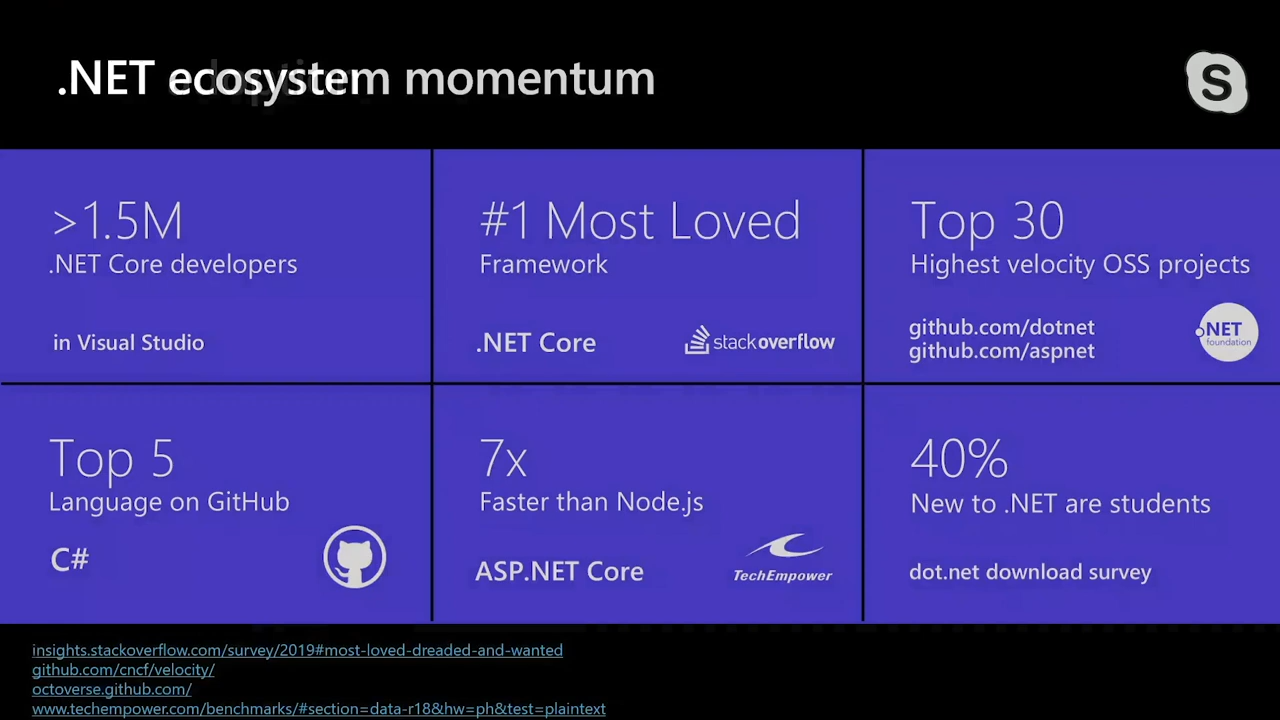 .NET ecosystem momentum
S
>1.5M
.NET Core developers
in Visual Studio
#1 Most Loved
Framework
.NET Core
stackoverflow
Top 30
Highest velocity OSS projects
github.com/dotnet
github.com/aspnet
.NET
foundation
Top 5
Language on GitHub
C#
7x
Faster than Node.js
ASP.NET Core
TechEmpower
40%
New to .NET are students
dot.net download survey
insights.stackoverflow.com/survey/2019#most-loved-dreaded-and-wanted
github.com/cncf/velocity/
octoverse.github.com/
www.techempower.com/benchmarks/#section=data-r18&hw=ph&test=plaintext